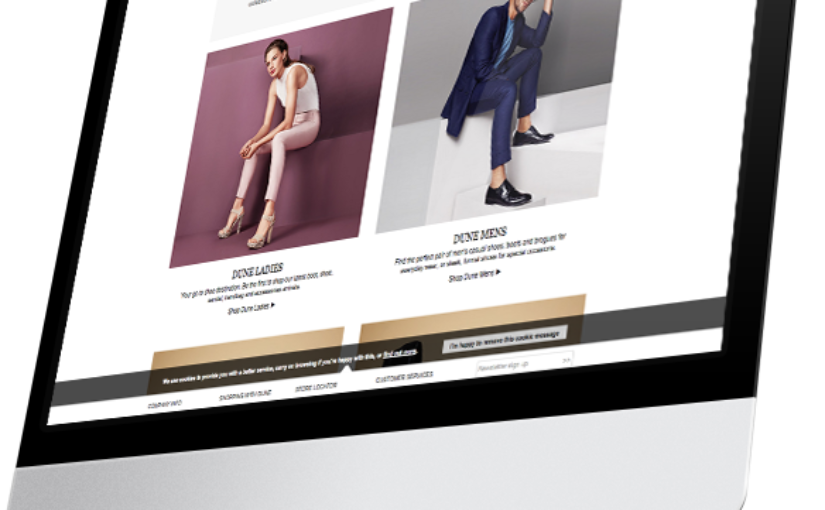 DUNE LADIES
Your go to shoe destination. Be the first to shop our latest boot, shoe,
sandal, handbag and accessories arrivals
Shop Dune Ladies ▶
DUNE MENS
Find the perfect pair of men's casual shoes, boots and brogues for
everyday wear, or sleek, formal shoes for special occasions.
Shop Dune Mens ▶
We use cookies to provide you with a better service, carry on browsing if you're happy with this, or find out more.
I'm happy to remove this cookie message
COMPANY INFO
SHOPPING WITH DUNE
STORE LOCATOR
CUSTOMER SERVICES
Newsletter sign up
>>